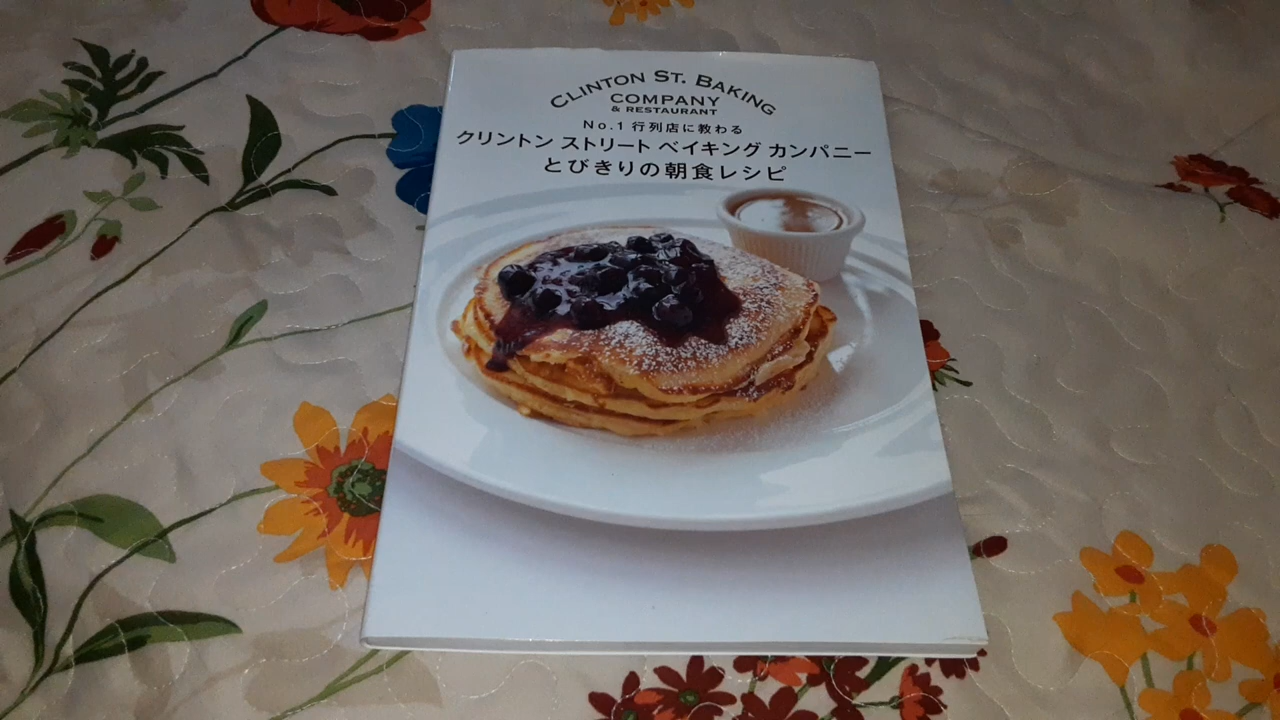 CLINTON ST. BAKING
COMPANY
& RESTAURANT
No.1 行列店に教わる
クリントン ストリート ベイキング カンパニー
とびきりの朝食レシピ